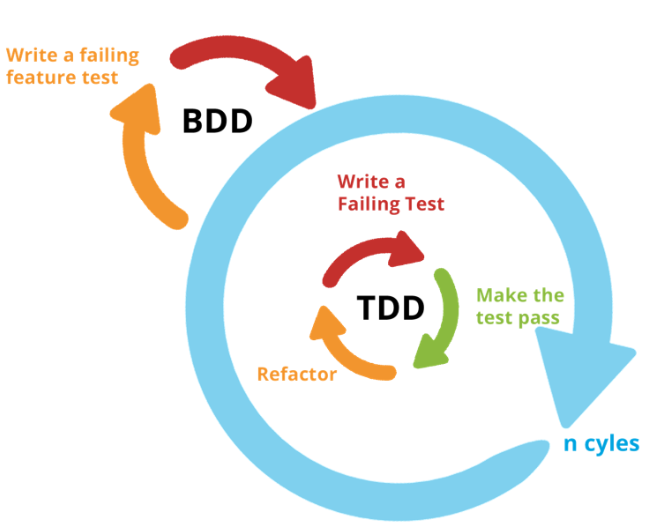 Write a failing
feature test
BDD
Write a
Failing Test
TDD
Make the
test pass
Refactor
n cyles